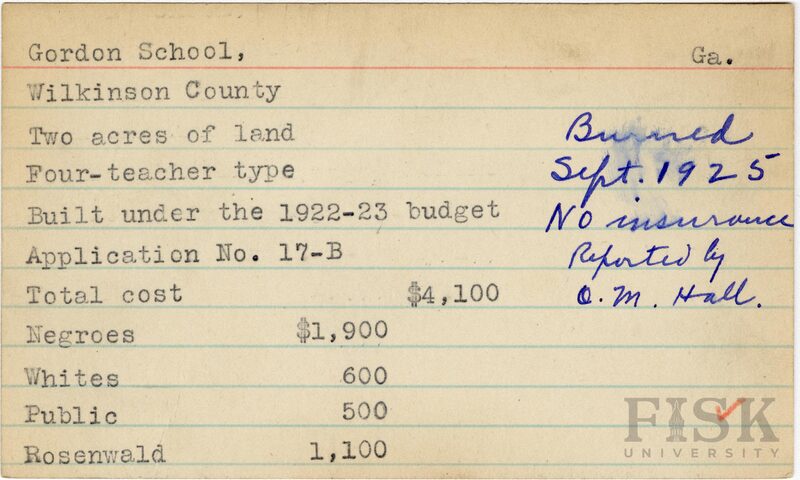 Gordon School, Ga.
Wilkinson County
Two acres of land
Four-teacher type
Built under the 1922-23 budget
Application No. 17-B
Total cost $4,100
Negroes $1,900
Whites 600
Public 500
Rosenwald 1,100
Burned
Sept. 1925
No insurance
Reported by
O. M. Hall.
FISK
UNIVERSITY